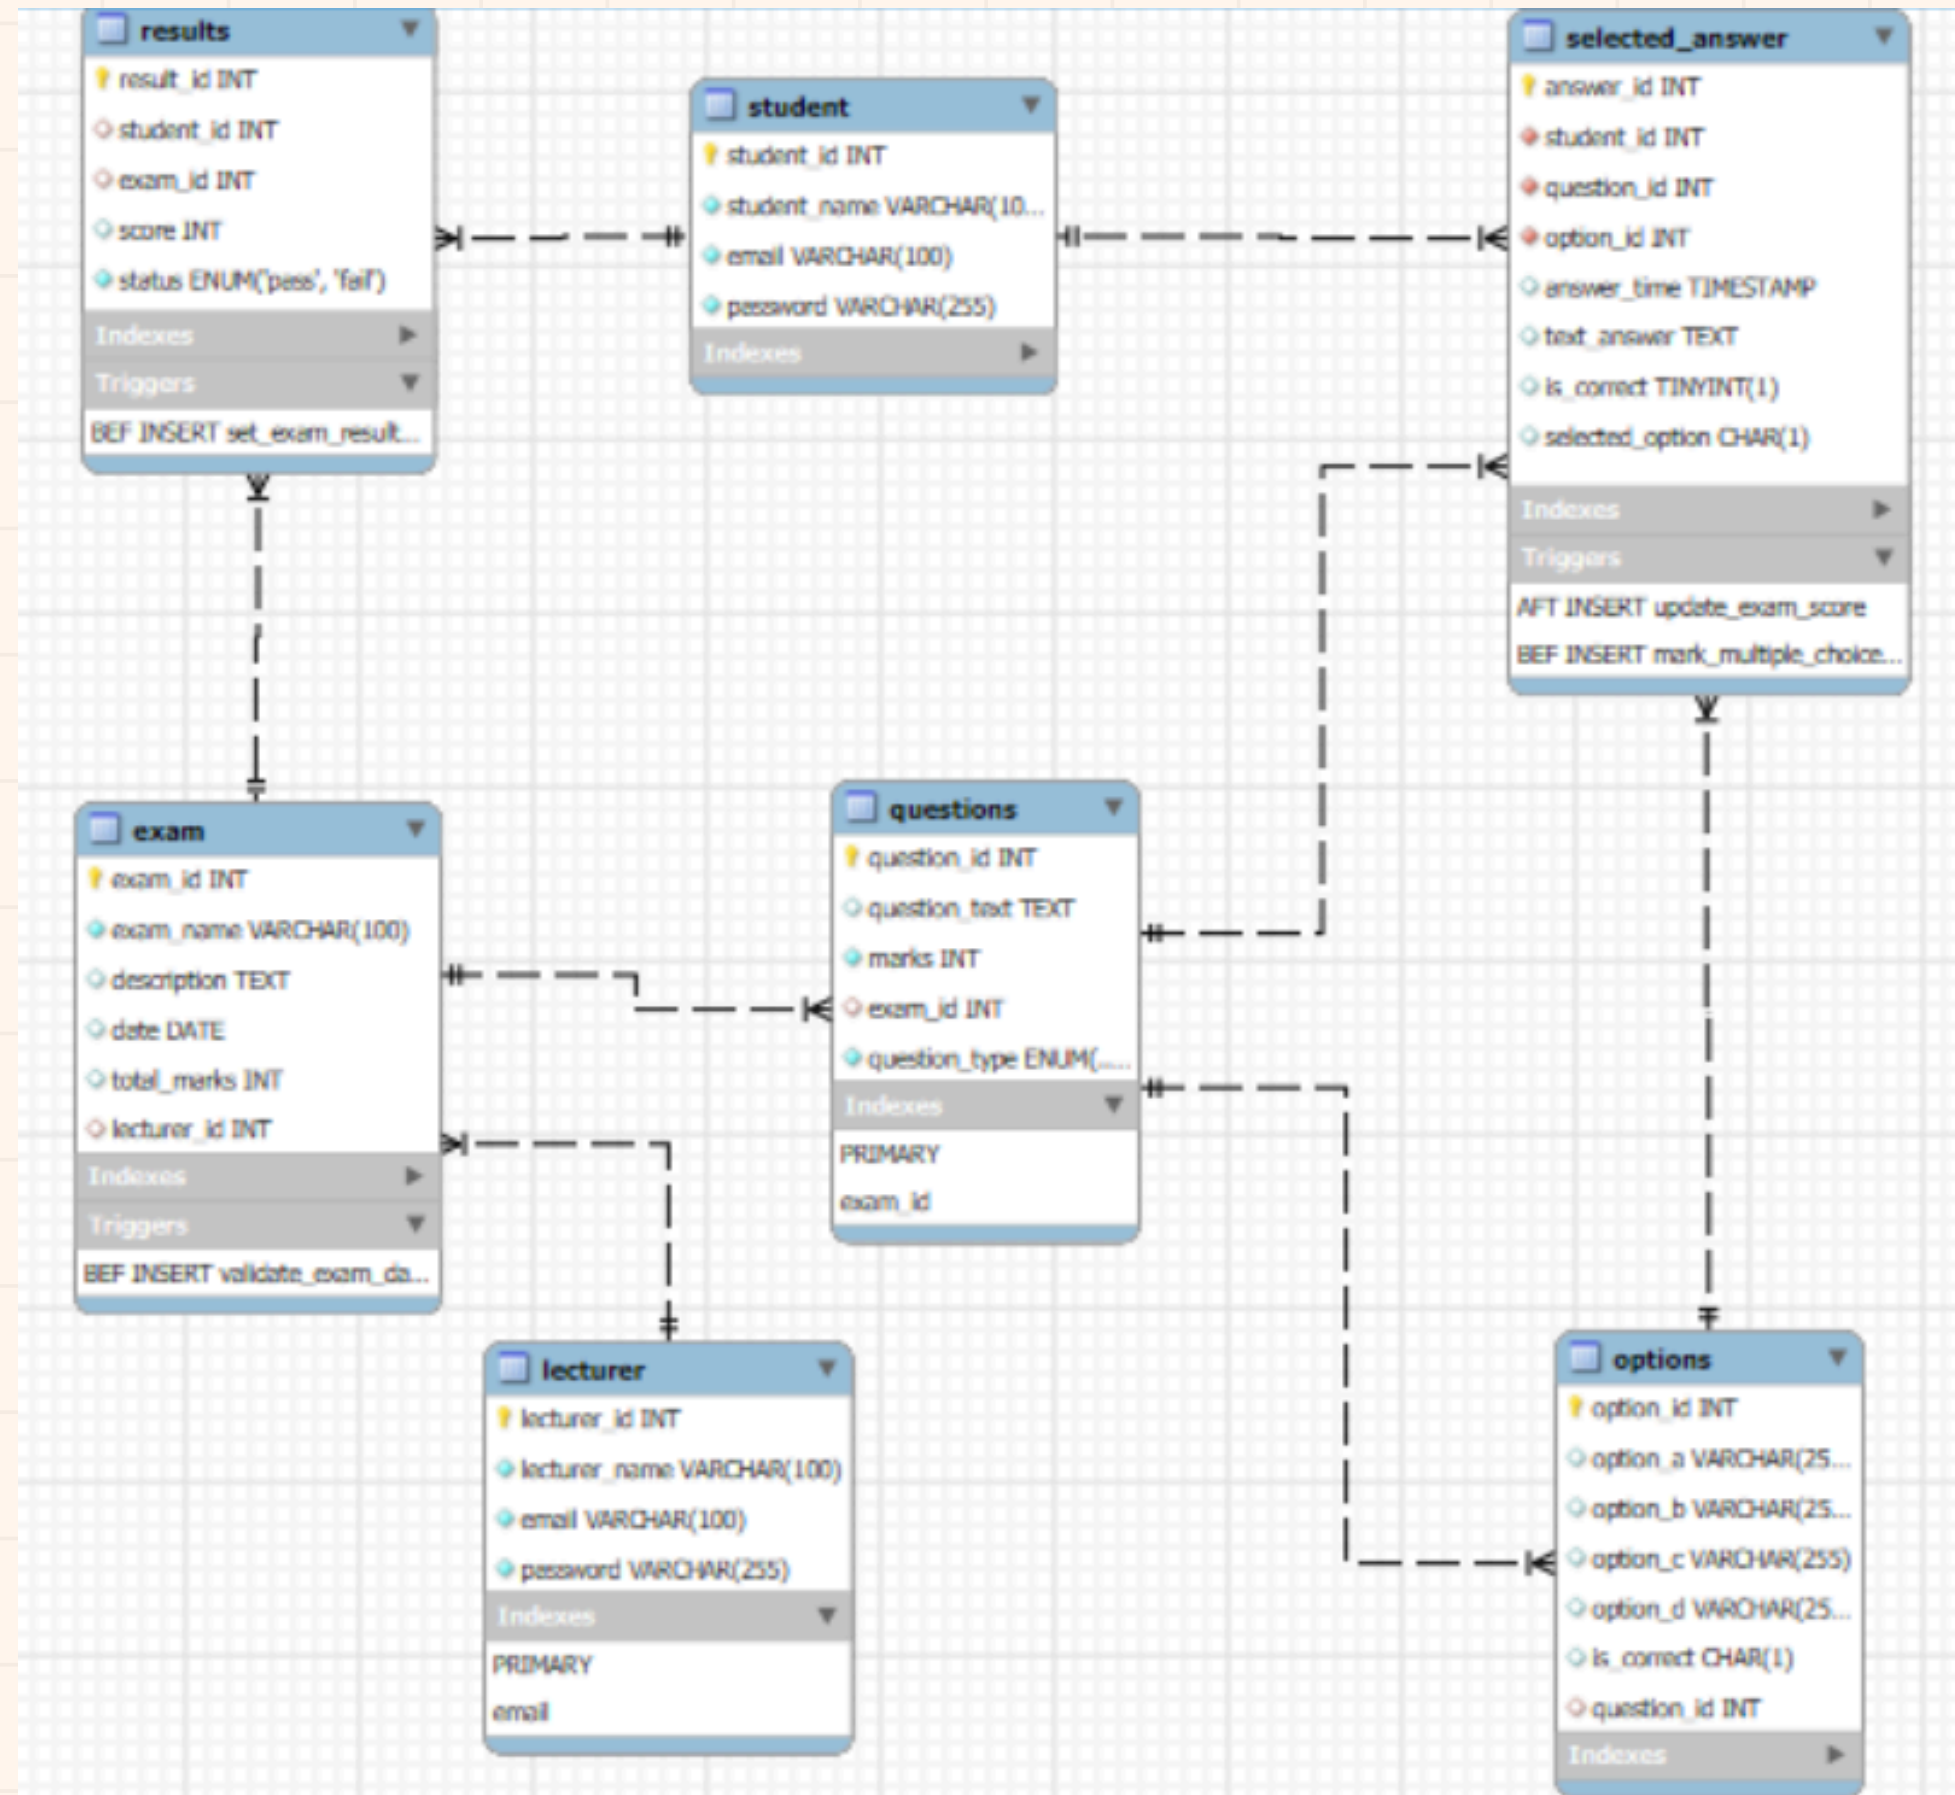 results
result_id INT
student_id INT
exam_id INT
score INT
status ENUM('pass', 'fail')
Indexes
Triggers
BEF INSERT set_exam_result...
student
student_id INT
student_name VARCHAR(10...
email VARCHAR(100)
password VARCHAR(255)
Indexes
selected_answer
answer_id INT
student_id INT
question_id INT
option_id INT
answer_time TIMESTAMP
text_answer TEXT
is_correct TINYINT(1)
selected_option CHAR(1)
Indexes
Triggers
AFT INSERT update_exam_score
BEF INSERT mark_multiple_choice...
exam
exam_id INT
exam_name VARCHAR(100)
description TEXT
date DATE
total_marks INT
lecturer_id INT
Indexes
Triggers
BEF INSERT validate_exam_da...
questions
question_id INT
question_text TEXT
marks INT
exam_id INT
question_type ENUM(......
Indexes
PRIMARY
exam_id
lecturer
lecturer_id INT
lecturer_name VARCHAR(100)
email VARCHAR(100)
password VARCHAR(255)
Indexes
PRIMARY
email
options
option_id INT
option_a VARCHAR(25...
option_b VARCHAR(25...
option_c VARCHAR(255)
option_d VARCHAR(25...
is_correct CHAR(1)
question_id INT
Indexes